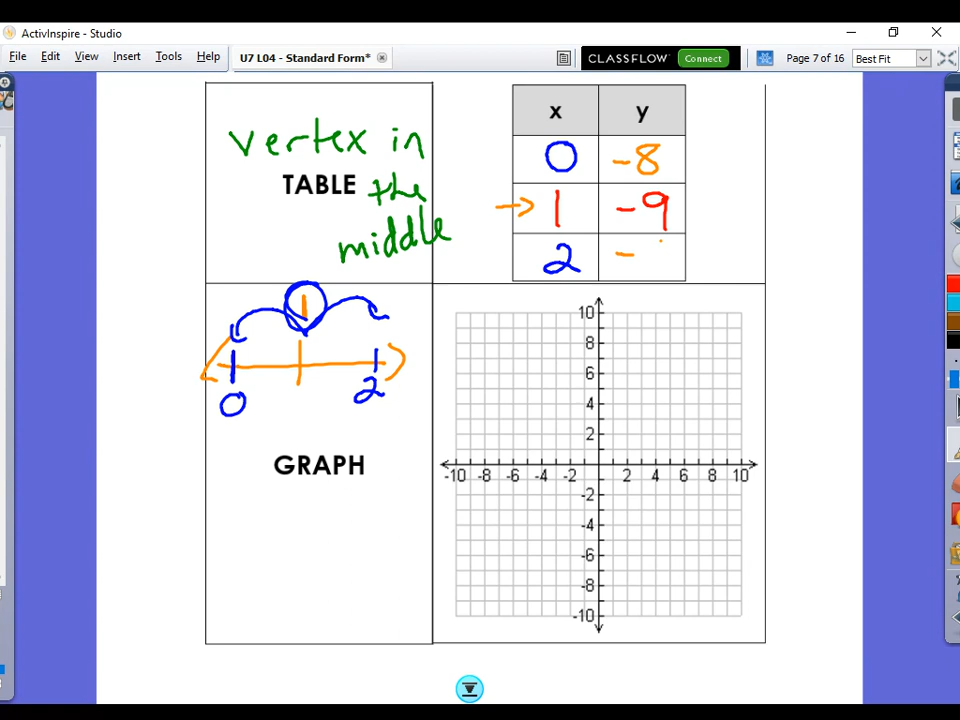 ActivInspire - Studio
File Edit View Insert Tools Help U7 L04 - Standard Form* CLASSFLOW Connect Page 7 of 16 Best Fit
vertex in
TABLE the
middle
x y
0 -8
→ 1 -9
2 -
1
0 2
GRAPH
10
8
6
4
2
-10 -8 -6 -4 -2 2 4 6 8 10
-2
-4
-6
-8
-10